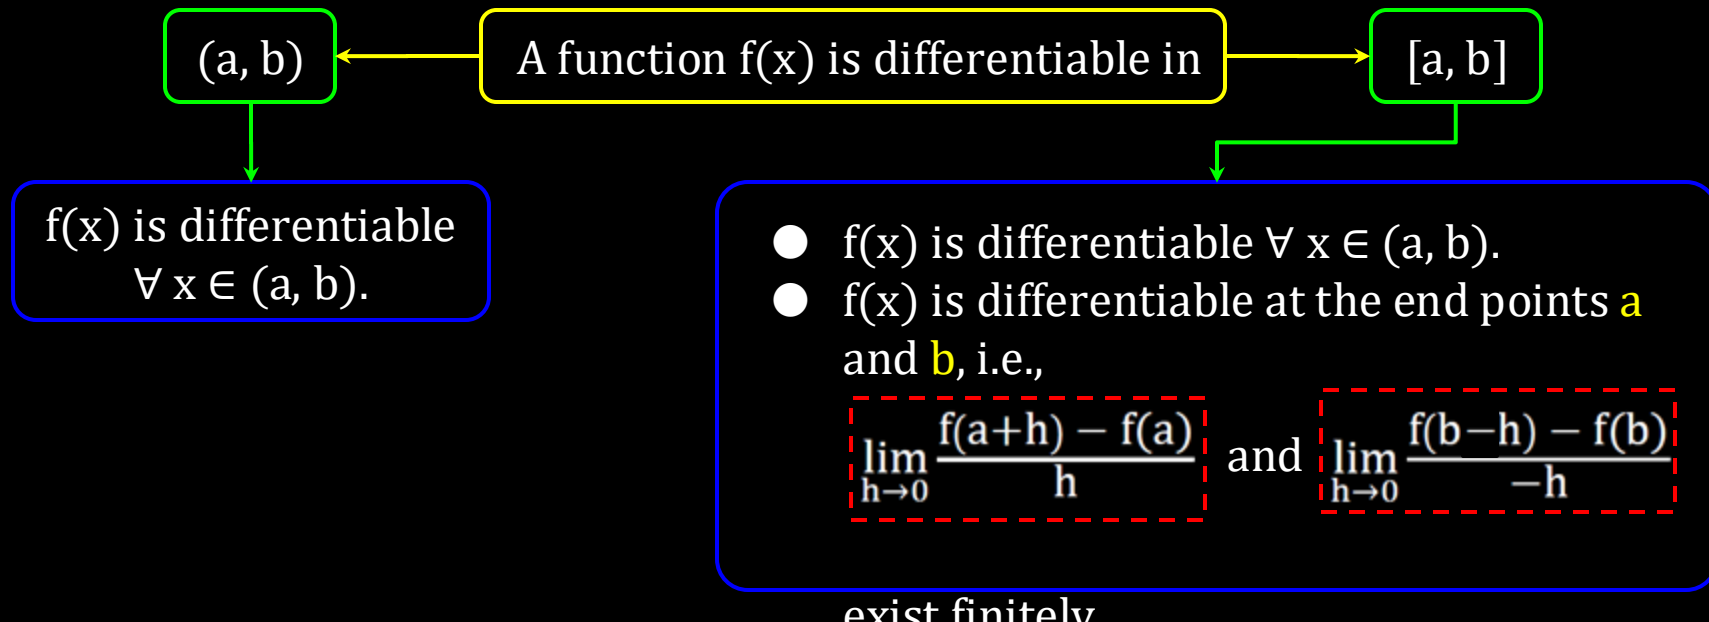 (a, b)
A function f(x) is differentiable in
[a, b]
f(x) is differentiable
∀ x ∈ (a, b).
● f(x) is differentiable ∀ x ∈ (a, b).
● f(x) is differentiable at the end points a
and b, i.e.,
lim h→0 (f(a+h) − f(a))/h and lim h→0 (f(b−h) − f(b))/(−h)
exist finitely